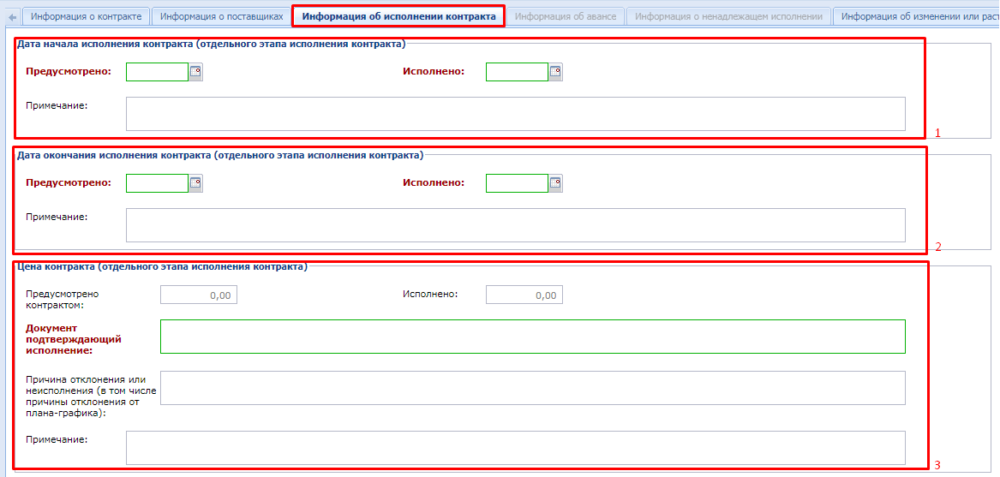 Информация о контракте Информация о поставщиках Информация об исполнении контракта Информация об авансе Информация о ненадлежащем исполнении Информация об изменении или раст
Дата начала исполнения контракта (отдельного этапа исполнения контракта)
Предусмотрено: Исполнено:
Примечание:
1
Дата окончания исполнения контракта (отдельного этапа исполнения контракта)
Предусмотрено: Исполнено:
Примечание:
2
Цена контракта (отдельного этапа исполнения контракта)
Предусмотрено
контрактом: 0,00 Исполнено: 0,00
Документ
подтверждающий
исполнение:
Причина отклонения или
неисполнения (в том числе
причины отклонения от
плана-графика):
Примечание:
3